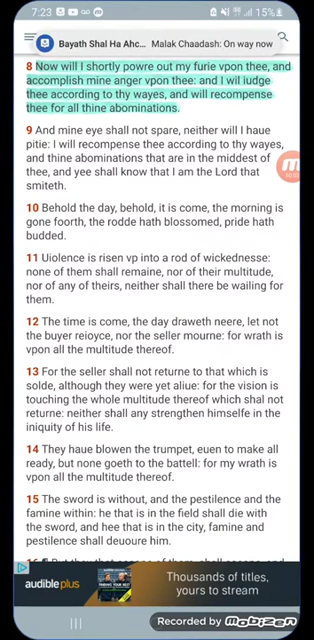 7:23
15%
Bayath Shal Ha Ahc... Malak Chaadash: On way now
8 Now will I shortly powre out my furie vpon thee, and
accomplish mine anger vpon thee: and I wil iudge
thee according to thy wayes, and will recompense
thee for all thine abominations.
9 And mine eye shall not spare, neither will I haue
pitie: I will recompense thee according to thy wayes,
and thine abominations that are in the middest of
thee, and yee shall know that I am the Lord that
smiteth.
10 Behold the day, behold, it is come, the morning is
gone foorth, the rodde hath blossomed, pride hath
budded.
11 Uiolence is risen vp into a rod of wickednesse:
none of them shall remaine, nor of their multitude,
nor of any of theirs, neither shall there be wailing for
them.
12 The time is come, the day draweth neere, let not
the buyer reioyce, nor the seller mourne: for wrath is
vpon all the multitude thereof.
13 For the seller shall not returne to that which is
solde, although they were yet aliue: for the vision is
touching the whole multitude thereof which shal not
returne: neither shall any strengthen himselfe in the
iniquity of his life.
14 They haue blowen the trumpet, euen to make all
ready, but none goeth to the battell: for my wrath is
vpon all the multitude thereof.
15 The sword is without, and the pestilence and the
famine within: he that is in the field shall die with
the sword, and hee that is in the city, famine and
pestilence shall deuoure him.
audible plus
Thousands of titles,
yours to stream
Recorded by mobizen